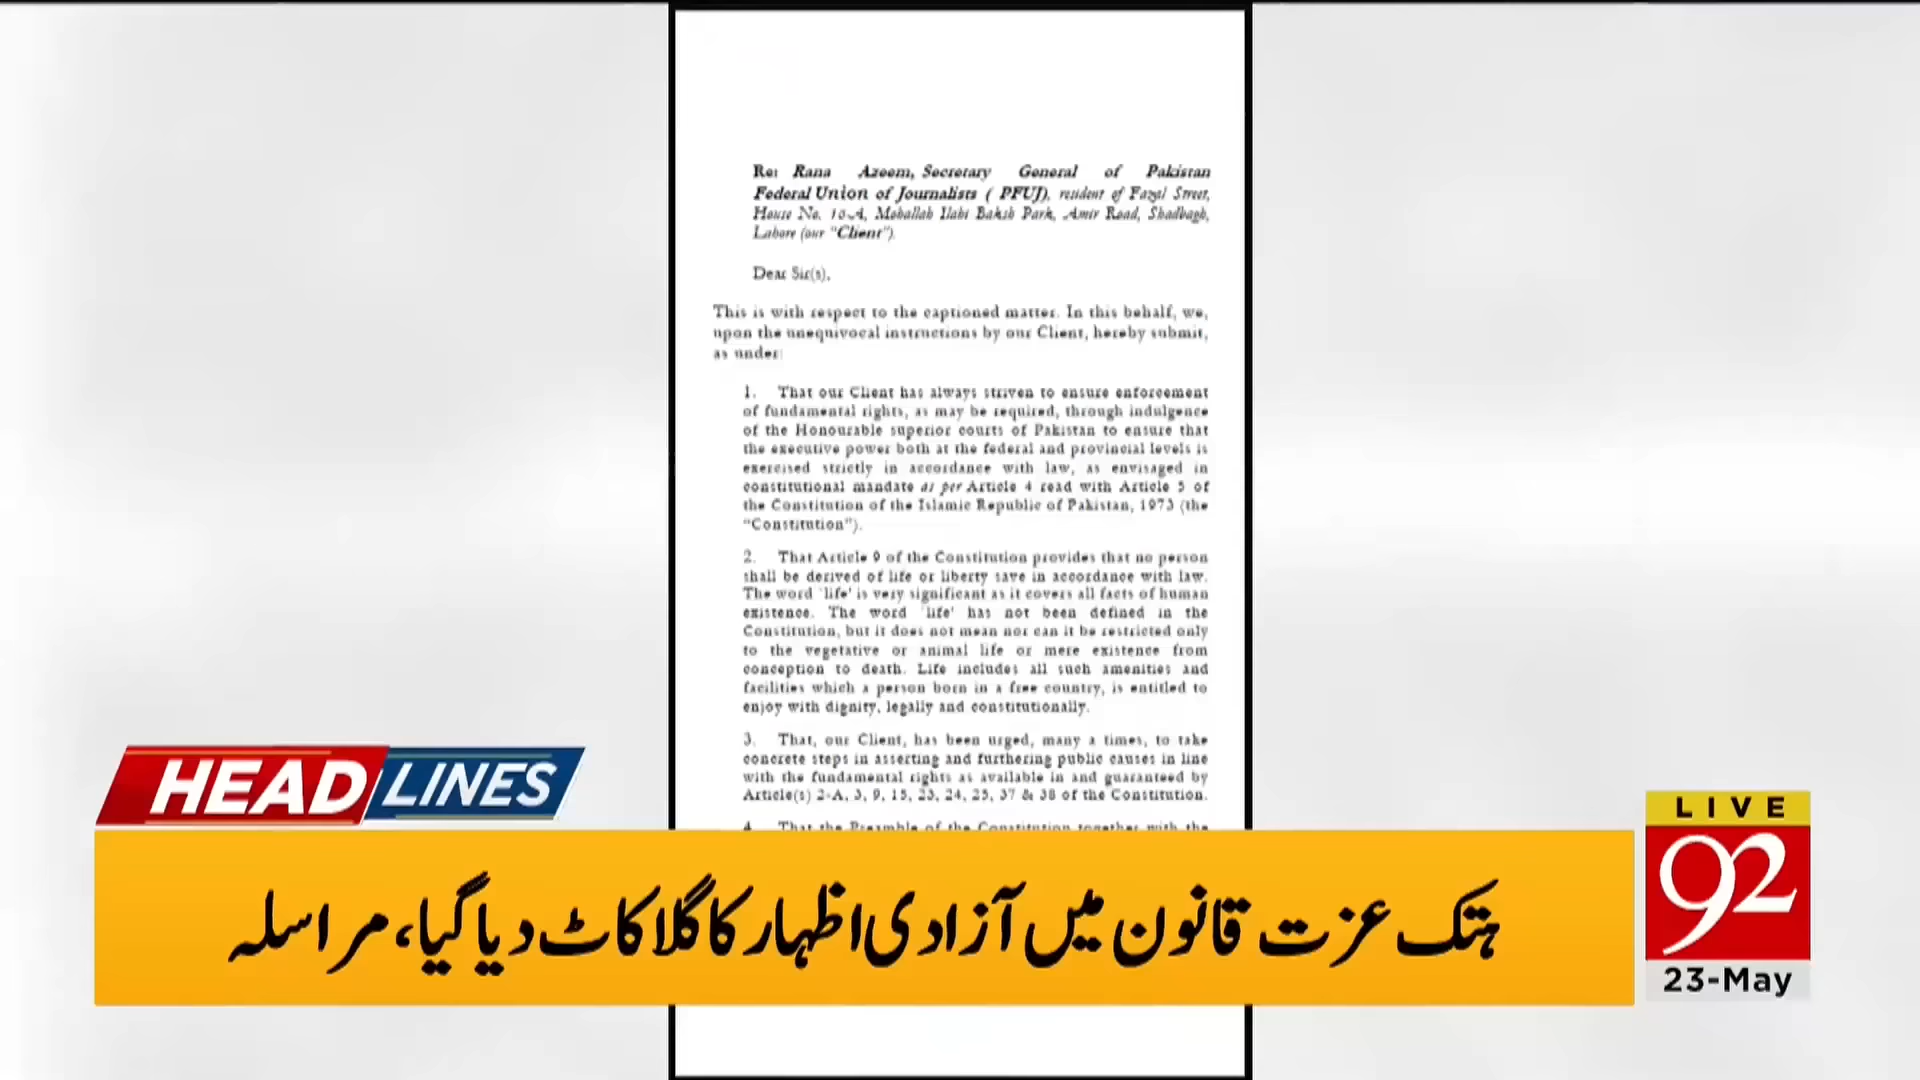 Re: Rana Azeem, Secretary General of Pakistan
Federal Union of Journalists ( PFUJ), resident of Fazal Street,
House No. 10-A, Mohallah Ilahi Baksh Park, Amir Road, Shadbagh,
Lahore (our "Client").
Dear Sir(s),
This is with respect to the captioned matter. In this behalf, we,
upon the unequivocal instructions by our Client, hereby submit,
as under:
1. That our Client has always striven to ensure enforcement
of fundamental rights, as may be required, through indulgence
of the Honourable superior courts of Pakistan to ensure that
the executive power both at the federal and provincial levels is
exercised strictly in accordance with law, as envisaged in
constitutional mandate as per Article 4 read with Article 5 of
the Constitution of the Islamic Republic of Pakistan, 1973 (the
"Constitution").
2. That Article 9 of the Constitution provides that no person
shall be derived of life or liberty save in accordance with law.
The word 'life' is very significant as it covers all facts of human
existence. The word 'life' has not been defined in the
Constitution, but it does not mean nor can it be restricted only
to the vegetative or animal life or mere existence from
conception to death. Life includes all such amenities and
facilities which a person born in a free country, is entitled to
enjoy with dignity, legally and constitutionally.
3. That, our Client, has been urged, many a times, to take
concrete steps in asserting and furthering public causes in line
with the fundamental rights as available in and guaranteed by
Article(s) 2-A, 3, 9, 15, 23, 24, 25, 37 & 38 of the Constitution.
4. That the Preamble of the Constitution together with the
HEADLINES
ہتک عزت قانون میں آزادی اظہار کا گلا کاٹ دیا گیا، مراسلہ
LIVE
92
23-May